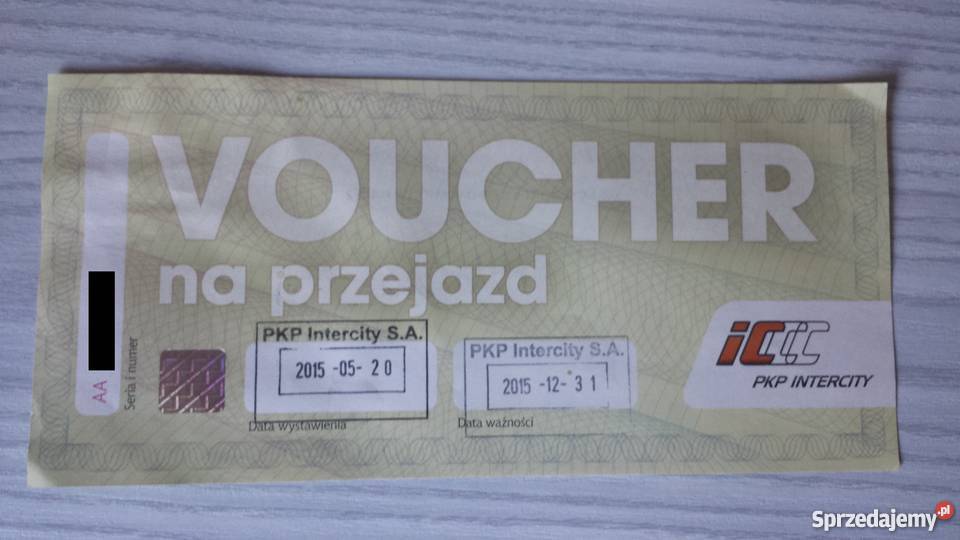 VOUCHER
na przejazd
AA
Seria i numer
PKP Intercity S.A.
2015 -05- 20
Data wystawienia
PKP Intercity S.A.
2015 -12- 31
Data ważności
iC
PKP INTERCITY
Sprzedajemy.pl